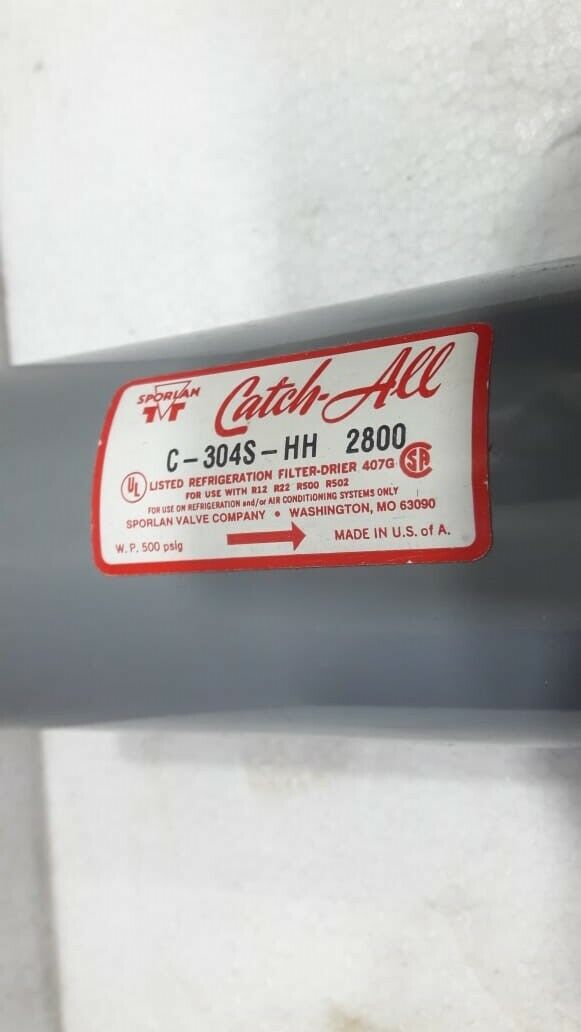 SPORLAN
Catch-All
C-304S-HH 2800
UL LISTED REFRIGERATION FILTER-DRIER 407G SA
FOR USE WITH R12 R22 R500 R502
FOR USE ON REFRIGERATION and/or AIR CONDITIONING SYSTEMS ONLY
SPORLAN VALVE COMPANY • WASHINGTON, MO 63090
W.P. 500 psig MADE IN U.S. of A.